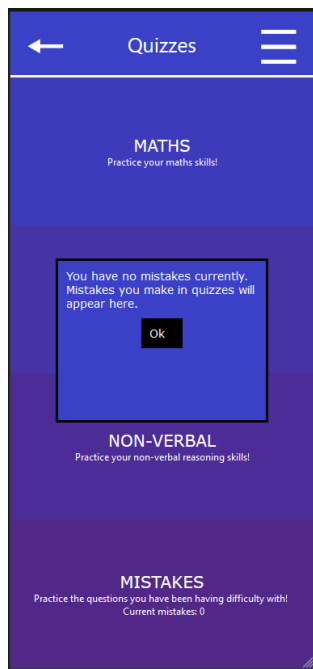 Quizzes
MATHS
Practice your maths skills!
You have no mistakes currently.
Mistakes you make in quizzes will
appear here.
Ok
NON-VERBAL
Practice your non-verbal reasoning skills!
MISTAKES
Practice the questions you have been having difficulty with!
Current mistakes: 0